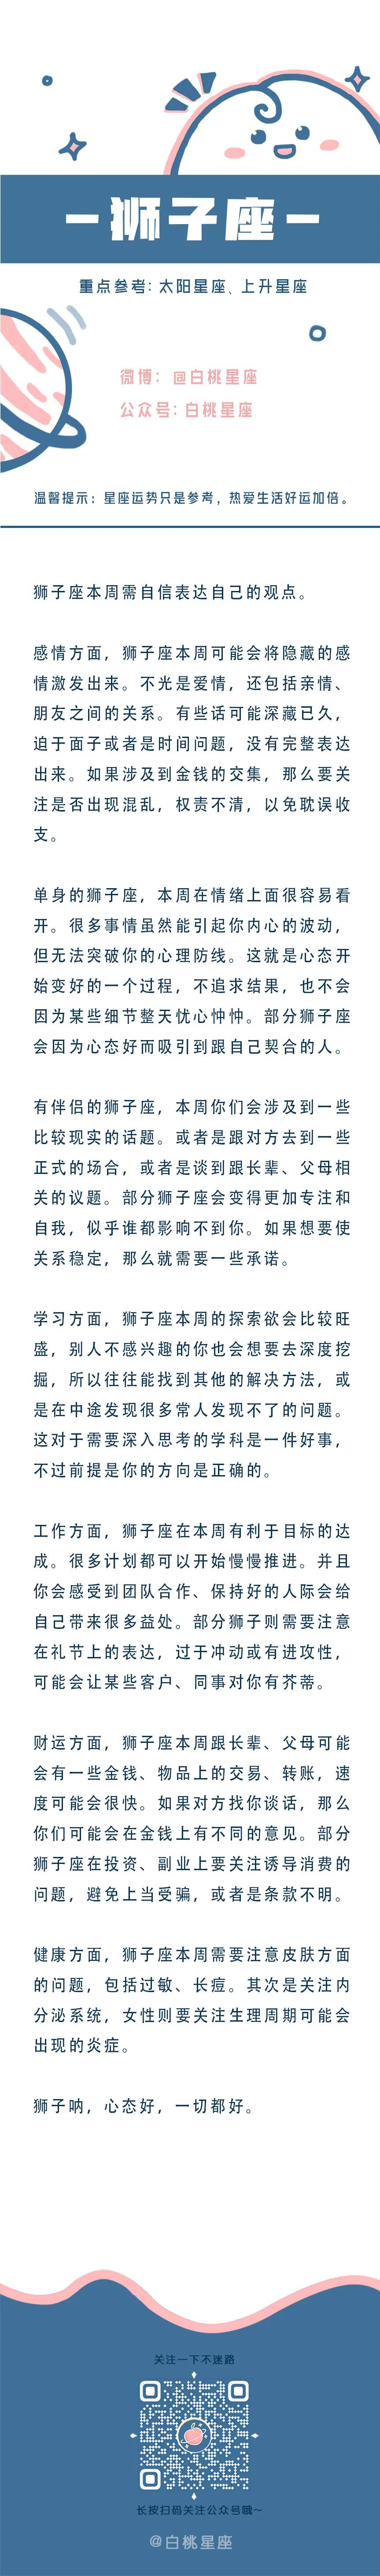 狮子座
重点参考：太阳星座、上升星座
微博：@白桃星座
公众号：白桃星座
温馨提示：星座运势只是参考，热爱生活好运加倍。
狮子座本周需自信表达自己的观点。
感情方面，狮子座本周可能会将隐藏的感
情激发出来。不光是爱情，还包括亲情、
朋友之间的关系。有些话可能深藏已久，
迫于面子或者是时间问题，没有完整表达
出来。如果涉及到金钱的交集，那么要关
注是否出现混乱，权责不清，以免耽误收
支。
单身的狮子座，本周在情绪上面很容易看
开。很多事情虽然能引起你内心的波动，
但无法突破你的心理防线。这就是心态开
始变好的一个过程，不追求结果，也不会
因为某些细节整天忧心忡忡。部分狮子座
会因为心态好而吸引到跟自己契合的人。
有伴侣的狮子座，本周你们会涉及到一些
比较现实的话题。或者是跟对方去到一些
正式的场合，或者是谈到跟长辈、父母相
关的议题。部分狮子座会变得更加专注和
自我，似乎谁都影响不到你。如果想要使
关系稳定，那么就需要一些承诺。
学习方面，狮子座本周的探索欲会比较旺
盛，别人不感兴趣的你也会想要去深度挖
掘，所以往往能找到其他的解决方法，或
是在中途发现很多常人发现不了的问题。
这对于需要深入思考的学科是一件好事，
不过前提是你的方向是正确的。
工作方面，狮子座在本周有利于目标的达
成。很多计划都可以开始慢慢推进。并且
你会感受到团队合作、保持好的人际会给
自己带来很多益处。部分狮子则需要注意
在礼节上的表达，过于冲动或有进攻性，
可能会让某些客户、同事对你有芥蒂。
财运方面，狮子座本周跟长辈、父母可能
会有一些金钱、物品上的交易、转账，速
度可能会很快。如果对方找你谈话，那么
你们可能会在金钱上有不同的意见。部分
狮子座在投资、副业上要关注诱导消费的
问题，避免上当受骗，或者是条款不明。
健康方面，狮子座本周需要注意皮肤方面
的问题，包括过敏、长痘。其次是关注内
分泌系统，女性则要关注生理周期可能会
出现的炎症。
狮子呐，心态好，一切都好。
关注一下不迷路
长按扫码关注公众号哦~
@白桃星座